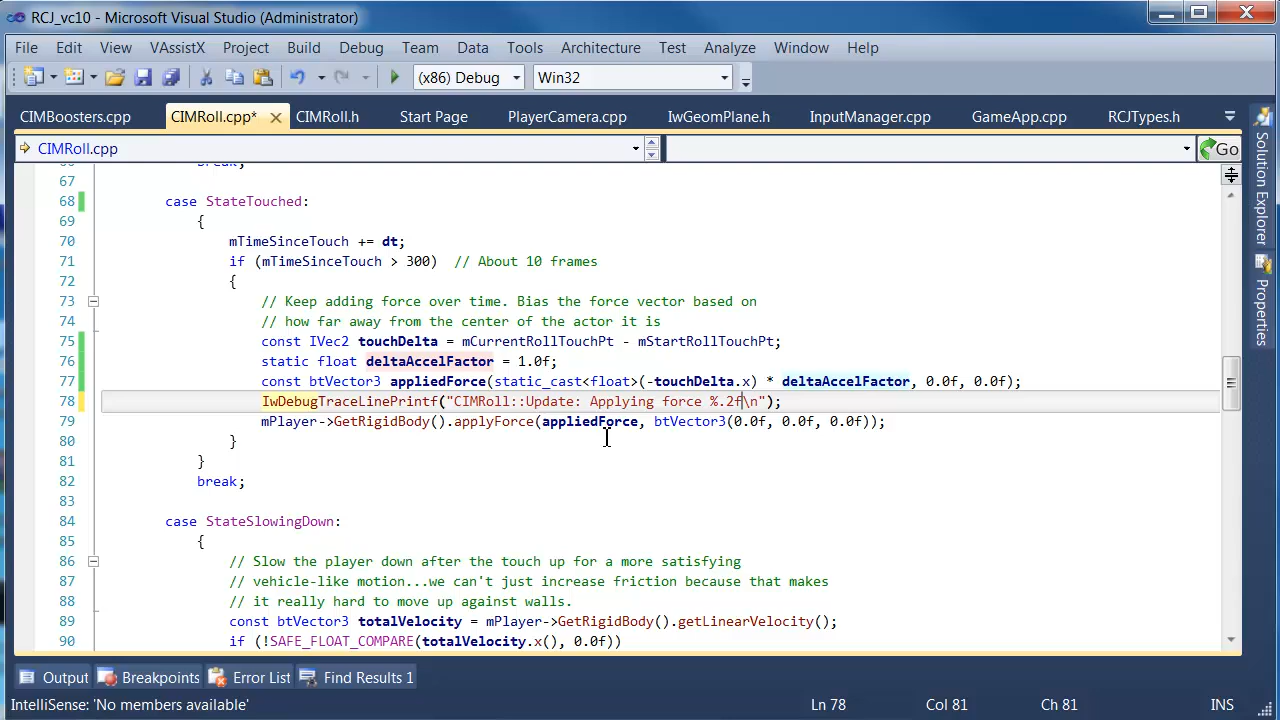 RCJ_vc10 - Microsoft Visual Studio (Administrator)
File Edit View VAssistX Project Build Debug Team Data Tools Architecture Test Analyze Window Help
(x86) Debug Win32
CIMBoosters.cpp CIMRoll.cpp* CIMRoll.h Start Page PlayerCamera.cpp IwGeomPlane.h InputManager.cpp GameApp.cpp RCJTypes.h
CIMRoll.cpp Go
break;
67
68 case StateTouched:
69 {
70 mTimeSinceTouch += dt;
71 if (mTimeSinceTouch > 300) // About 10 frames
72 {
73 // Keep adding force over time. Bias the force vector based on
74 // how far away from the center of the actor it is
75 const IVec2 touchDelta = mCurrentRollTouchPt - mStartRollTouchPt;
76 static float deltaAccelFactor = 1.0f;
77 const btVector3 appliedForce(static_cast<float>(-touchDelta.x) * deltaAccelFactor, 0.0f, 0.0f);
78 IwDebugTraceLinePrintf("CIMRoll::Update: Applying force %.2f\n");
79 mPlayer->GetRigidBody().applyForce(appliedForce, btVector3(0.0f, 0.0f, 0.0f));
80 }
81 }
82 break;
83
84 case StateSlowingDown:
85 {
86 // Slow the player down after the touch up for a more satisfying
87 // vehicle-like motion...we can't just increase friction because that makes
88 // it really hard to move up against walls.
89 const btVector3 totalVelocity = mPlayer->GetRigidBody().getLinearVelocity();
90 if (!SAFE_FLOAT_COMPARE(totalVelocity.x(), 0.0f))
Solution Explorer
Properties
Output Breakpoints Error List Find Results 1
IntelliSense: 'No members available' Ln 78 Col 81 Ch 81 INS